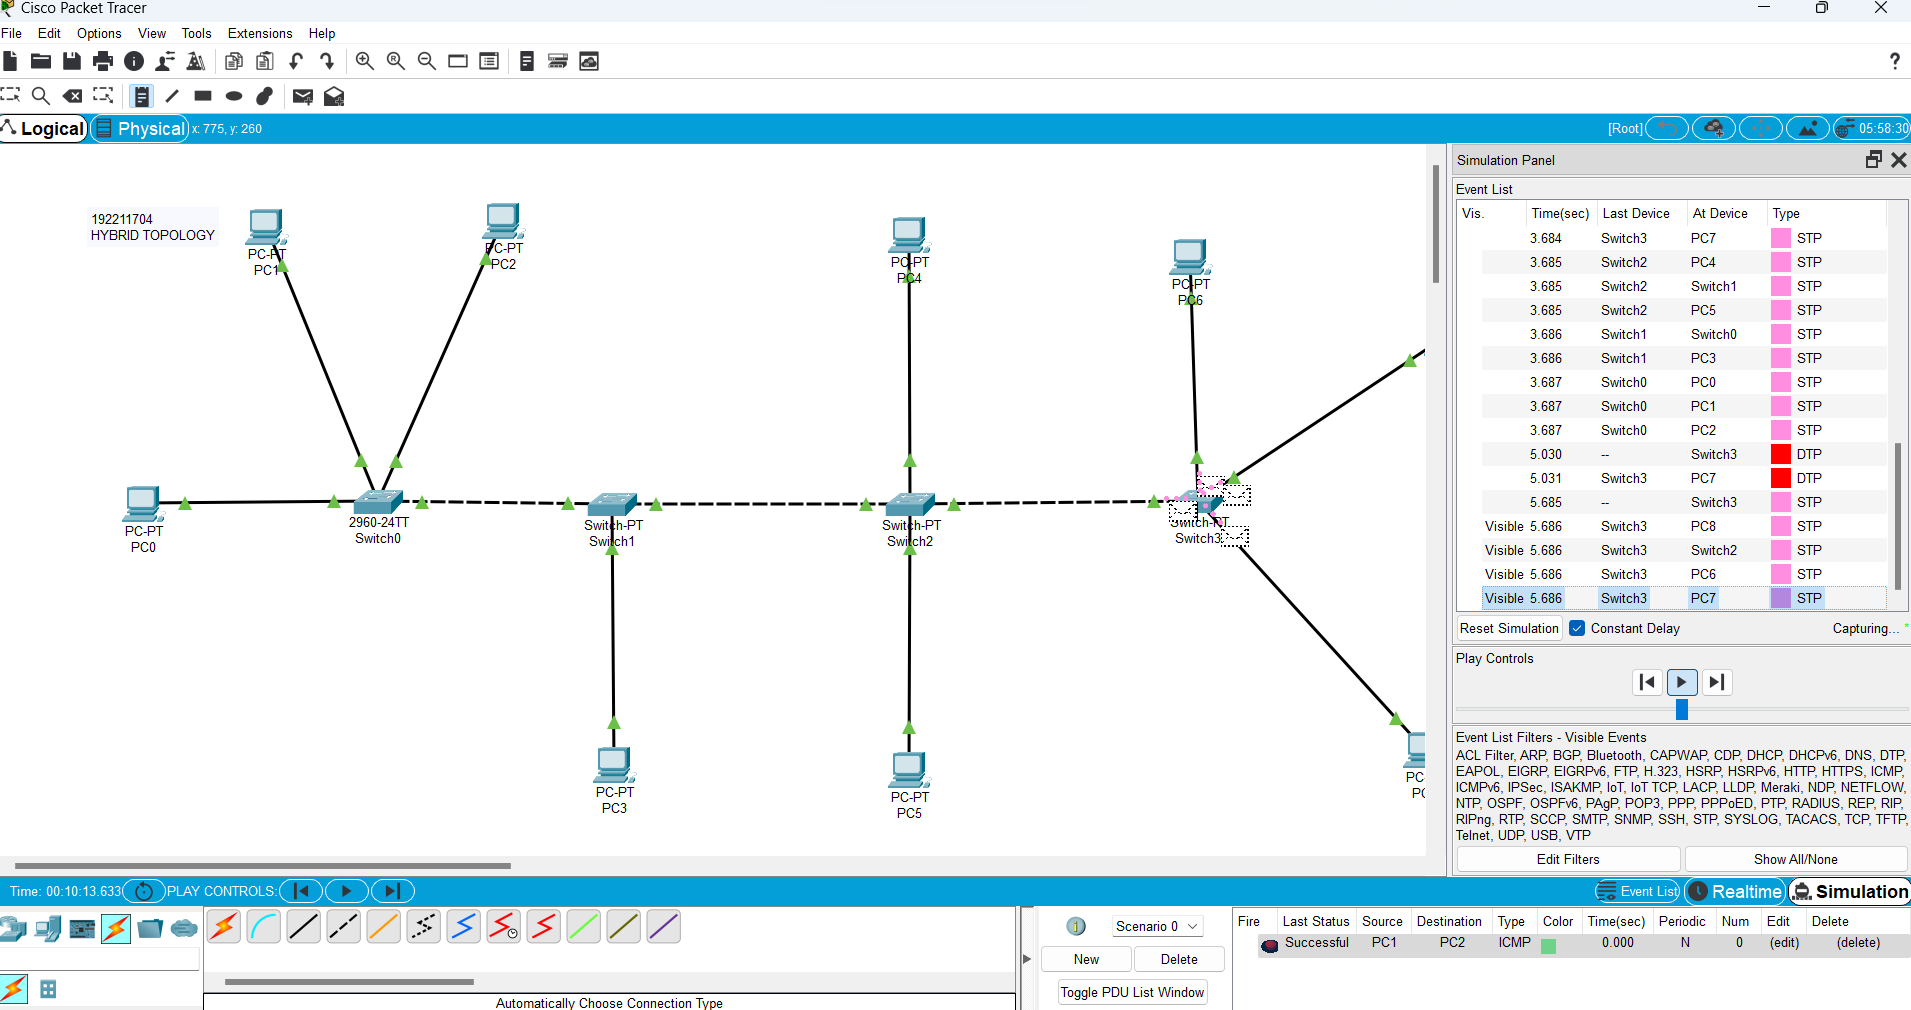 Cisco Packet Tracer
File Edit Options View Tools Extensions Help
Logical Physical x: 775, y: 260 [Root] 05:58:30
192211704
HYBRID TOPOLOGY
PC-PT
PC1
PC-PT
PC2
PC-PT
PC4
PC-PT
PC6
PC-PT
PC0
2960-24TT
Switch0
Switch-PT
Switch1
Switch-PT
Switch2
Switch-PT
Switch3
PC-PT
PC3
PC-PT
PC5
PC
PC
Simulation Panel
Event List
Vis. Time(sec) Last Device At Device Type
3.684 Switch3 PC7 STP
3.685 Switch2 PC4 STP
3.685 Switch2 Switch1 STP
3.685 Switch2 PC5 STP
3.686 Switch1 Switch0 STP
3.686 Switch1 PC3 STP
3.687 Switch0 PC0 STP
3.687 Switch0 PC1 STP
3.687 Switch0 PC2 STP
5.030 -- Switch3 DTP
5.031 Switch3 PC7 DTP
5.685 -- Switch3 STP
Visible 5.686 Switch3 PC8 STP
Visible 5.686 Switch3 Switch2 STP
Visible 5.686 Switch3 PC6 STP
Visible 5.686 Switch3 PC7 STP
Reset Simulation Constant Delay Capturing... *
Play Controls
Event List Filters - Visible Events
ACL Filter, ARP, BGP, Bluetooth, CAPWAP, CDP, DHCP, DHCPv6, DNS, DTP,
EAPOL, EIGRP, EIGRPv6, FTP, H.323, HSRP, HSRPv6, HTTP, HTTPS, ICMP,
ICMPv6, IPSec, ISAKMP, IoT, IoT TCP, LACP, LLDP, Meraki, NDP, NETFLOW,
NTP, OSPF, OSPFv6, PAgP, POP3, PPP, PPPoED, PTP, RADIUS, REP, RIP,
RIPng, RTP, SCCP, SMTP, SNMP, SSH, STP, SYSLOG, TACACS, TCP, TFTP,
Telnet, UDP, USB, VTP
Edit Filters Show All/None
Time: 00:10:13.633 PLAY CONTROLS: Event List Realtime Simulation
Scenario 0
New Delete
Toggle PDU List Window
Fire Last Status Source Destination Type Color Time(sec) Periodic Num Edit Delete
Successful PC1 PC2 ICMP 0.000 N 0 (edit) (delete)
Automatically Choose Connection Type